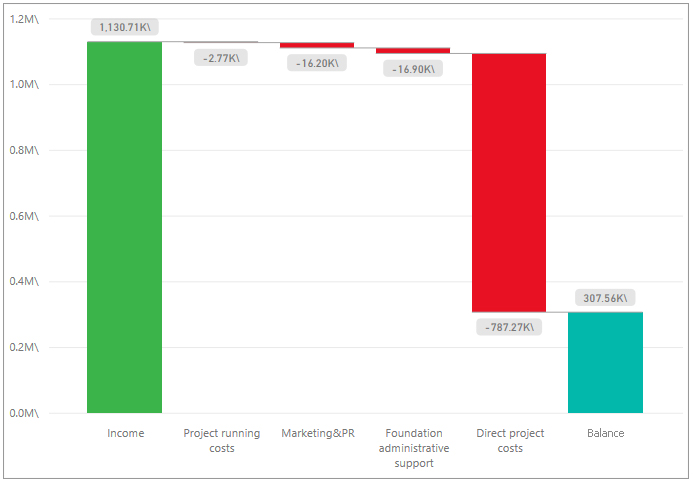 1.2M\
1.0M\
0.8M\
0.6M\
0.4M\
0.2M\
0.0M\
1,130.71K\
-2.77K\
-16.20K\
-16.90K\
-787.27K\
307.56K\
Income
Project running
costs
Marketing&PR
Foundation
administrative
support
Direct project
costs
Balance